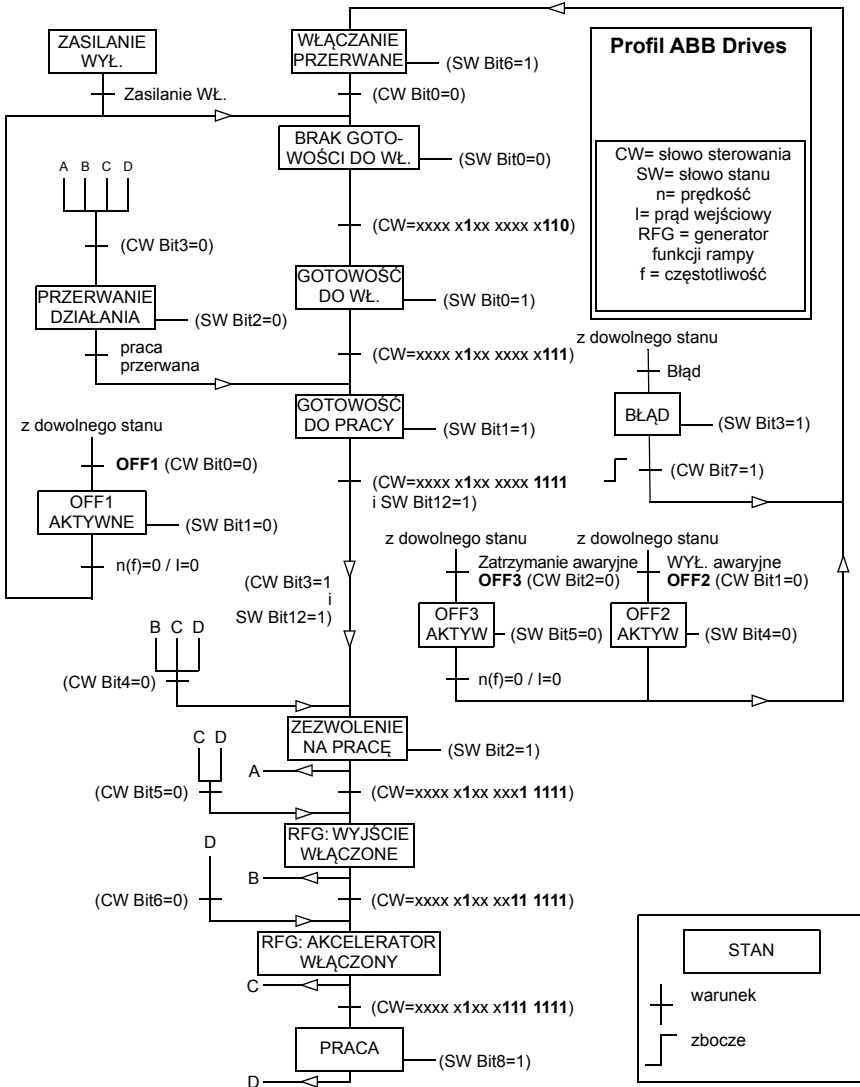 ZASILANIE
WYŁ.
Zasilanie WŁ.
WŁĄCZANIE
PRZERWANE
(SW Bit6=1)
(CW Bit0=0)
BRAK GOTO-
WOŚCI DO WŁ.
(SW Bit0=0)
Profil ABB Drives
CW= słowo sterowania
SW= słowo stanu
n= prędkość
I= prąd wejściowy
RFG = generator
funkcji rampy
f = częstotliwość
A B C D
(CW Bit3=0)
(CW=xxxx x1xx xxxx x110)
PRZERWANIE
DZIAŁANIA
(SW Bit2=0)
praca
przerwana
GOTOWOŚĆ
DO WŁ.
(SW Bit0=1)
(CW=xxxx x1xx xxxx x111)
z dowolnego stanu
Błąd
BŁĄD
(SW Bit3=1)
(CW Bit7=1)
GOTOWOŚĆ
DO PRACY
(SW Bit1=1)
(CW=xxxx x1xx xxxx 1111
i SW Bit12=1)
z dowolnego stanu
OFF1 (CW Bit0=0)
OFF1
AKTYWNE
(SW Bit1=0)
n(f)=0 / I=0
(CW Bit3=1
i
SW Bit12=1)
z dowolnego stanu
Zatrzymanie awaryjne
OFF3 (CW Bit2=0)
OFF3
AKTYW
(SW Bit5=0)
n(f)=0 / I=0
z dowolnego stanu
WYŁ. awaryjne
OFF2 (CW Bit1=0)
OFF2
AKTYW
(SW Bit4=0)
B C D
(CW Bit4=0)
ZEZWOLENIE
NA PRACĘ
(SW Bit2=1)
C D
A
(CW Bit5=0)
(CW=xxxx x1xx xxx1 1111)
RFG: WYJŚCIE
WŁĄCZONE
D
B
(CW Bit6=0)
(CW=xxxx x1xx xx11 1111)
RFG: AKCELERATOR
WŁĄCZONY
C
(CW=xxxx x1xx x111 1111)
PRACA
(SW Bit8=1)
D
STAN
warunek
zbocze